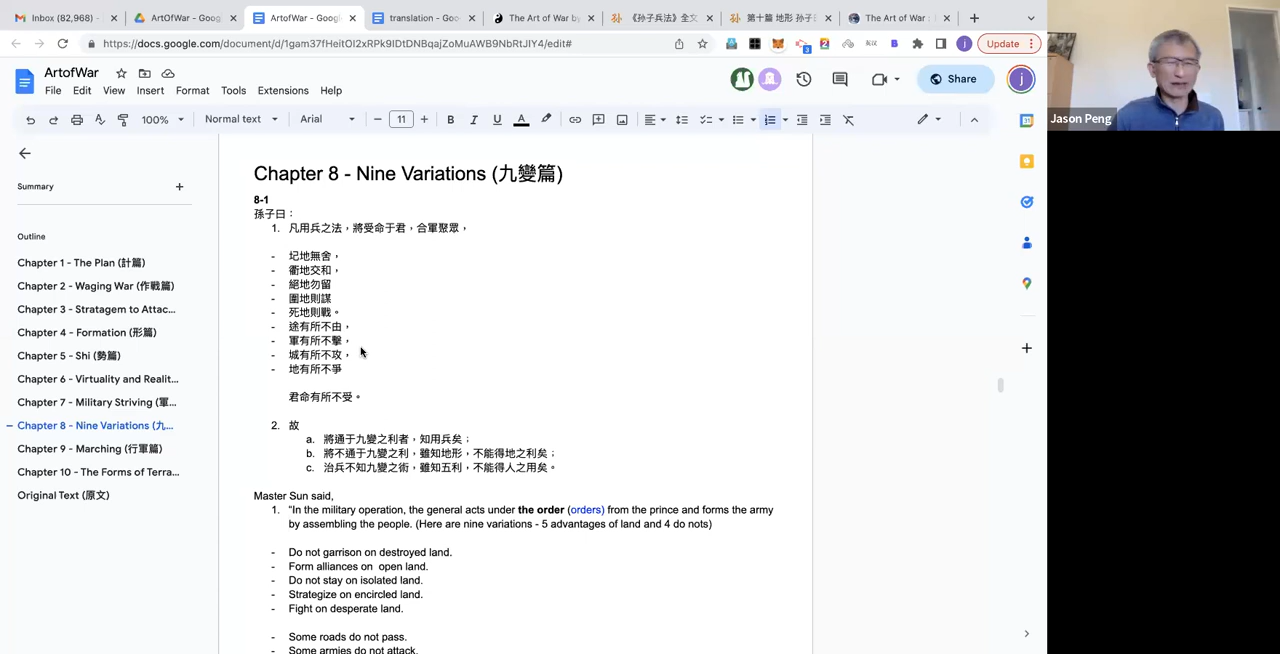 Inbox (82,968) -
ArtOfWar - Goog
ArtofWar - Google
translation - Goo
The Art of War by
《孫子兵法》全文
第十篇 地形 孫子
The Art of War :
https://docs.google.com/document/d/1gam37fHeitOI2xRPk9IDtDNBqajZoMuAWB9NbRtJIY4/edit#
Update
ArtofWar
File Edit View Insert Format Tools Extensions Help
Share
100% Normal text Arial 11
Summary
Outline
Chapter 1 - The Plan (計篇)
Chapter 2 - Waging War (作戰篇)
Chapter 3 - Stratagem to Attac...
Chapter 4 - Formation (形篇)
Chapter 5 - Shi (勢篇)
Chapter 6 - Virtuality and Realit...
Chapter 7 - Military Striving (軍...
Chapter 8 - Nine Variations (九...
Chapter 9 - Marching (行軍篇)
Chapter 10 - The Forms of Terra...
Original Text (原文)
Chapter 8 - Nine Variations (九變篇)
8-1
孫子曰：
1. 凡用兵之法，將受命于君，合軍聚眾，
- 圮地無舍，
- 衢地交和，
- 絕地勿留
- 圍地則謀
- 死地則戰。
- 途有所不由，
- 軍有所不擊，
- 城有所不攻，
- 地有所不爭
君命有所不受。
2. 故
a. 將通于九變之利者，知用兵矣；
b. 將不通于九變之利，雖知地形，不能得地之利矣；
c. 治兵不知九變之術，雖知五利，不能得人之用矣。
Master Sun said,
1. “In the military operation, the general acts under the order (orders) from the prince and forms the army
by assembling the people. (Here are nine variations - 5 advantages of land and 4 do nots)
- Do not garrison on destroyed land.
- Form alliances on open land.
- Do not stay on isolated land.
- Strategize on encircled land.
- Fight on desperate land.
- Some roads do not pass.
- Some armies do not attack.
Jason Peng